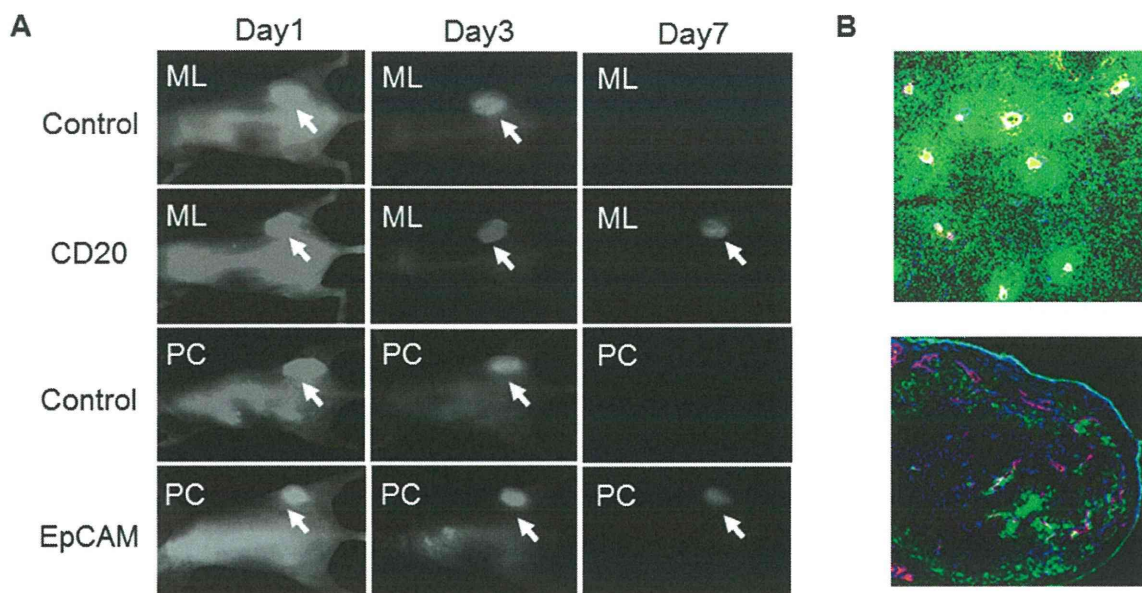 A
B
Day1
Day3
Day7
Control
ML
ML
ML
CD20
ML
ML
ML
Control
PC
PC
PC
EpCAM
PC
PC
PC